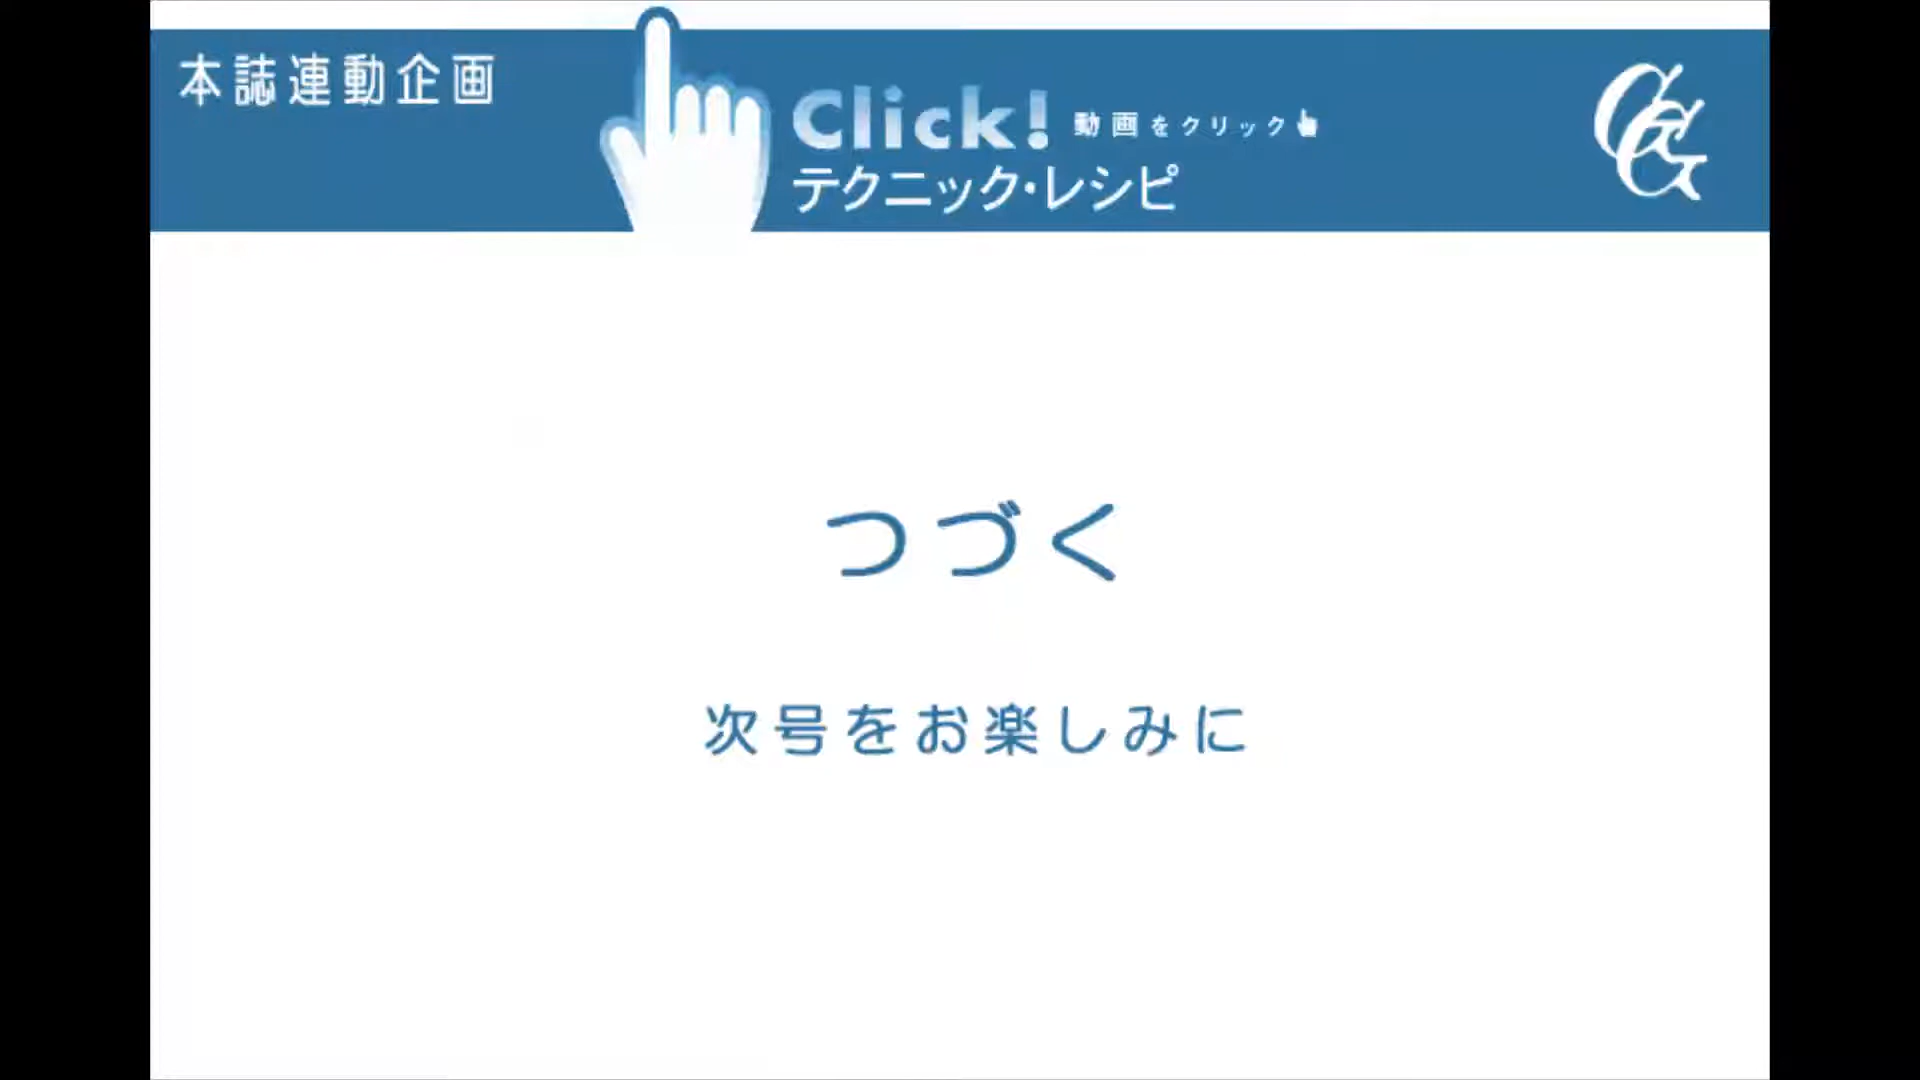 本誌連動企画
Click! 動画をクリック
テクニック・レシピ
つづく
次号をお楽しみに